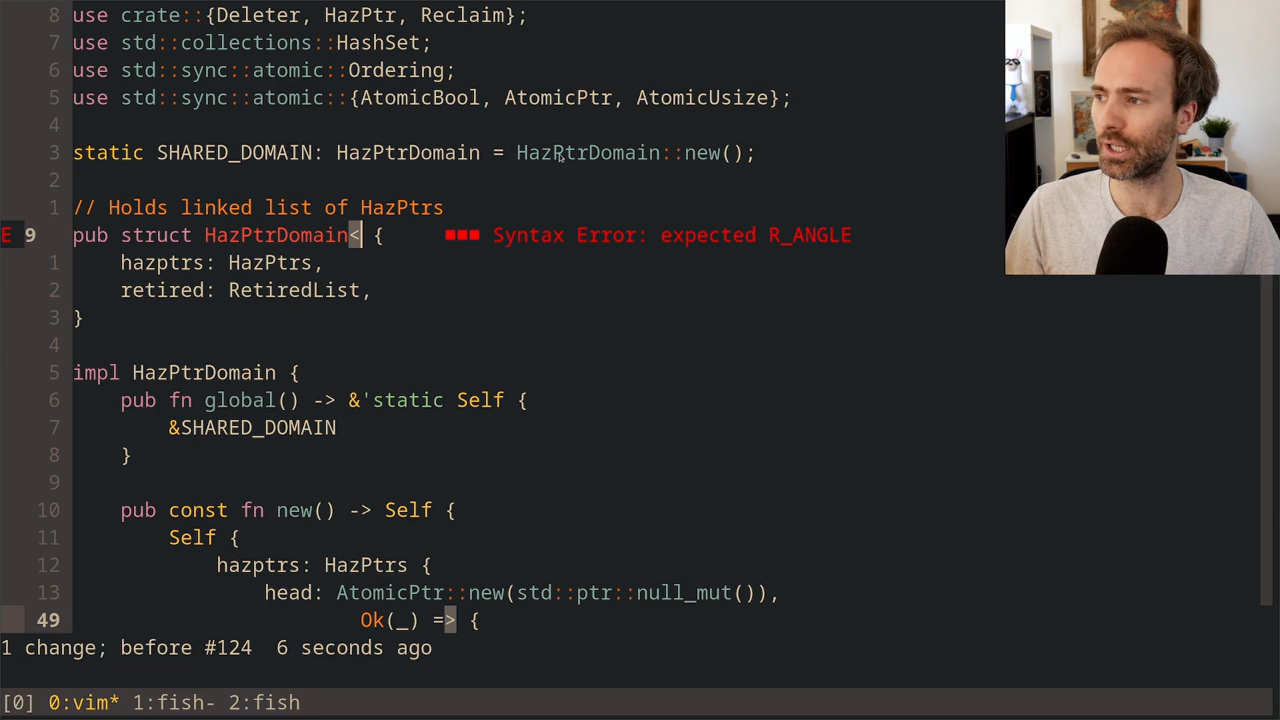 8 use crate::{Deleter, HazPtr, Reclaim};
7 use std::collections::HashSet;
6 use std::sync::atomic::Ordering;
5 use std::sync::atomic::{AtomicBool, AtomicPtr, AtomicUsize};
4
3 static SHARED_DOMAIN: HazPtrDomain = HazPtrDomain::new();
2
1 // Holds linked list of HazPtrs
E 9 pub struct HazPtrDomain< { ■■■ Syntax Error: expected R_ANGLE
1 hazptrs: HazPtrs,
2 retired: RetiredList,
3 }
4
5 impl HazPtrDomain {
6 pub fn global() -> &'static Self {
7 &SHARED_DOMAIN
8 }
9
10 pub const fn new() -> Self {
11 Self {
12 hazptrs: HazPtrs {
13 head: AtomicPtr::new(std::ptr::null_mut()),
49 Ok(_) => {
1 change; before #124 6 seconds ago
[0] 0:vim* 1:fish- 2:fish